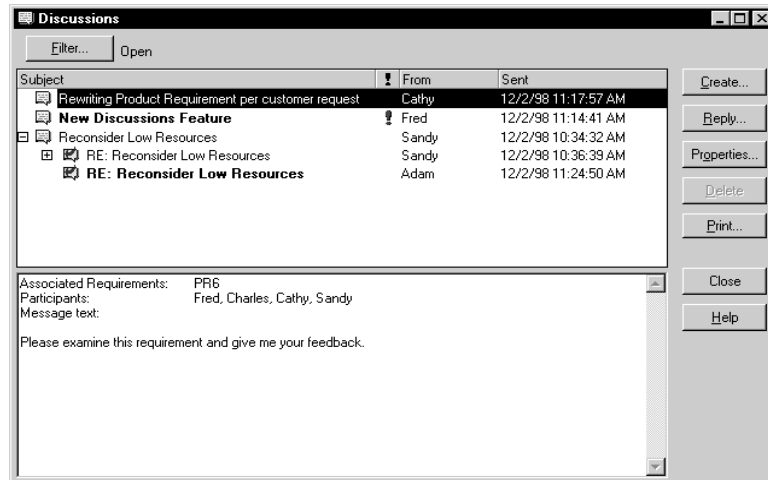 Discussions
Filter... Open
Subject ! From Sent
Rewriting Product Requirement per customer request Cathy 12/2/98 11:17:57 AM
New Discussions Feature ! Fred 12/2/98 11:14:41 AM
Reconsider Low Resources Sandy 12/2/98 10:34:32 AM
RE: Reconsider Low Resources Sandy 12/2/98 10:36:39 AM
RE: Reconsider Low Resources Adam 12/2/98 11:24:50 AM
Create...
Reply...
Properties...
Delete
Print...
Close
Help
Associated Requirements: PR6
Participants: Fred, Charles, Cathy, Sandy
Message text:
Please examine this requirement and give me your feedback.